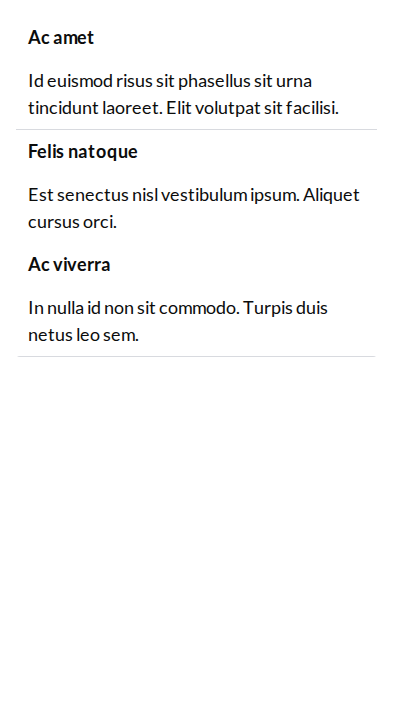 Ac amet
Id euismod risus sit phasellus sit urna
tincidunt laoreet. Elit volutpat sit facilisi.
Felis natoque
Est senectus nisl vestibulum ipsum. Aliquet
cursus orci.
Ac viverra
In nulla id non sit commodo. Turpis duis
netus leo sem.